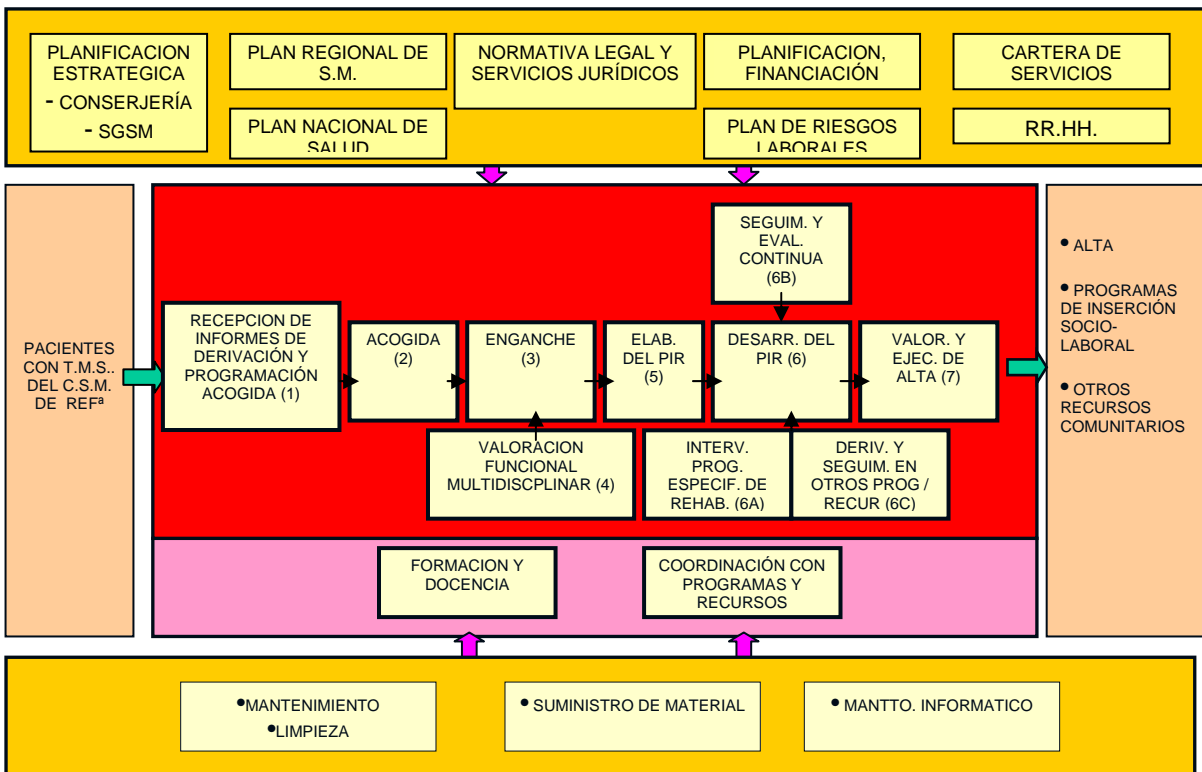 PLANIFICACION
ESTRATEGICA
- CONSERJERÍA
- SGSM
PLAN REGIONAL DE
S.M.
PLAN NACIONAL DE
SALUD
NORMATIVA LEGAL Y
SERVICIOS JURÍDICOS
PLANIFICACION,
FINANCIACIÓN
PLAN DE RIESGOS
LABORALES
CARTERA DE
SERVICIOS
RR.HH.
PACIENTES
CON T.M.S..
DEL C.S.M.
DE REFª
RECEPCION DE
INFORMES DE
DERIVACIÓN Y
PROGRAMACIÓN
ACOGIDA (1)
ACOGIDA
(2)
ENGANCHE
(3)
VALORACION
FUNCIONAL
MULTIDISCPLINAR (4)
ELAB.
DEL PIR
(5)
SEGUIM. Y
EVAL.
CONTINUA
(6B)
DESARR. DEL
PIR (6)
INTERV.
PROG.
ESPECIF. DE
REHAB. (6A)
DERIV. Y
SEGUIM. EN
OTROS PROG /
RECUR (6C)
VALOR. Y
EJEC. DE
ALTA (7)
• ALTA
• PROGRAMAS
DE INSERCIÓN
SOCIO-
LABORAL
• OTROS
RECURSOS
COMUNITARIOS
FORMACION Y
DOCENCIA
COORDINACIÓN CON
PROGRAMAS Y
RECURSOS
•MANTENIMIENTO
•LIMPIEZA
• SUMINISTRO DE MATERIAL
• MANTTO. INFORMATICO